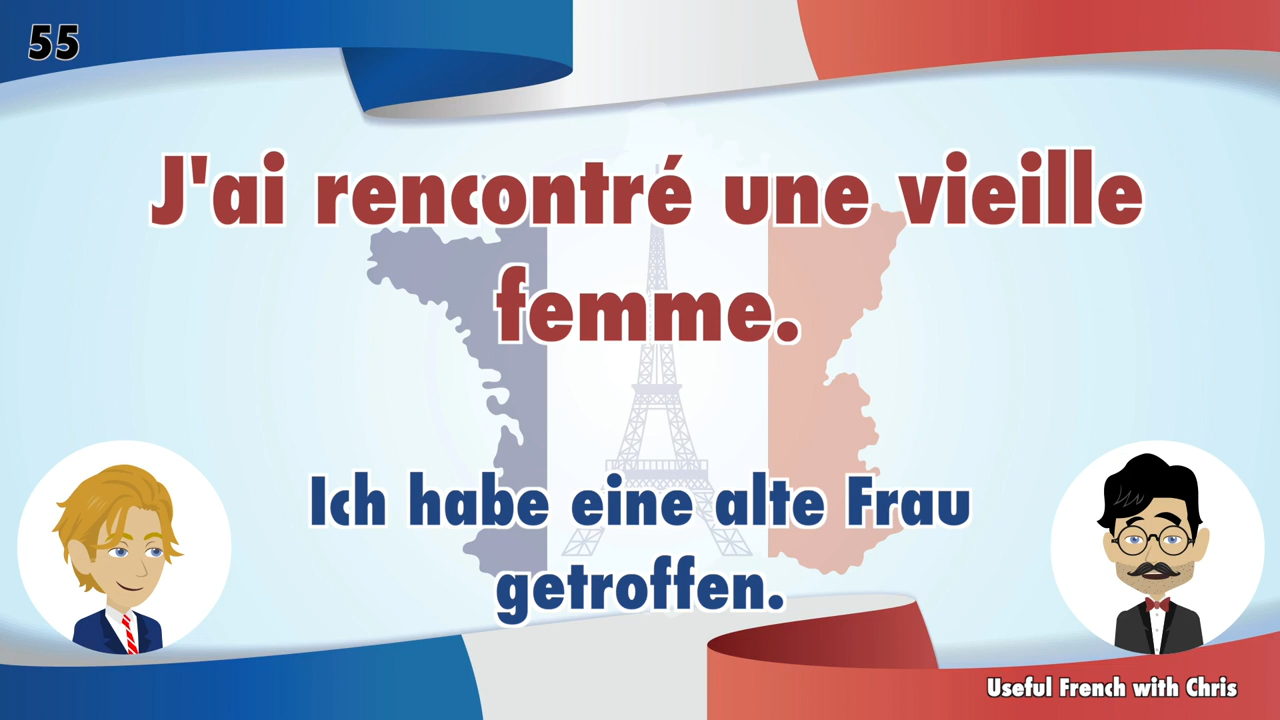 55
J'ai rencontré une vieille
femme.
Ich habe eine alte Frau
getroffen.
Useful French with Chris